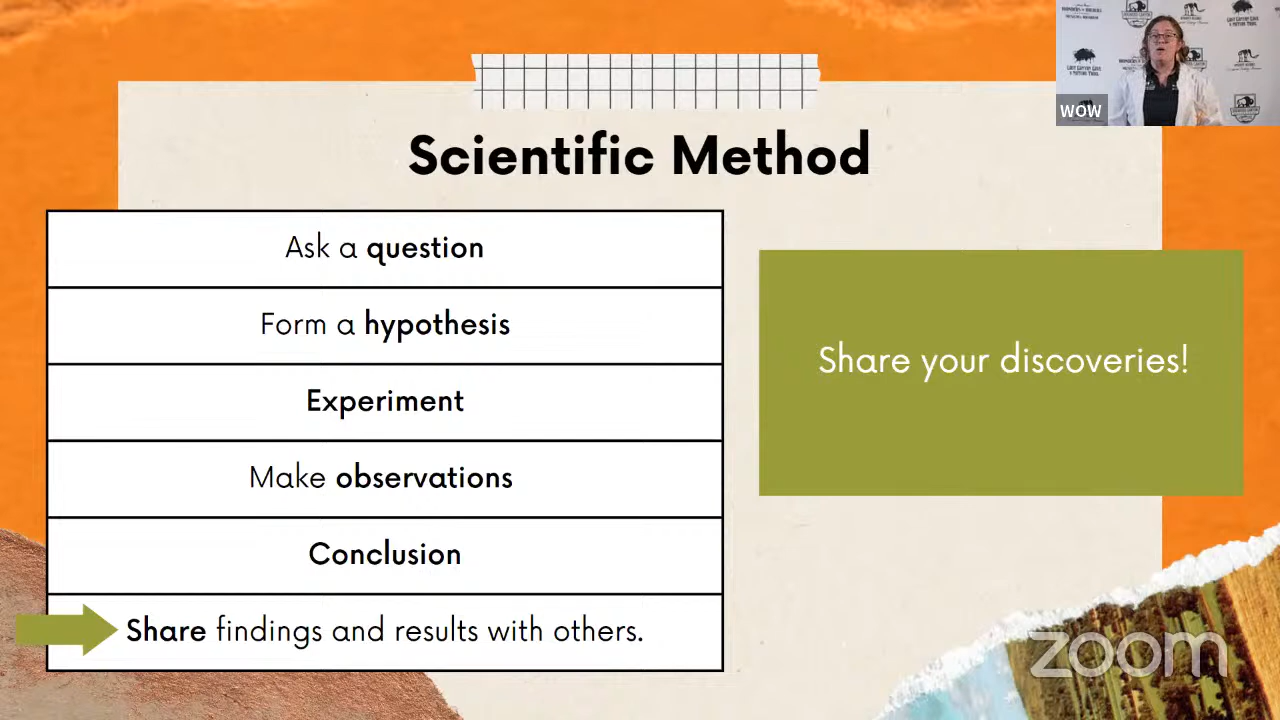 Scientific Method
Ask a question
Form a hypothesis
Experiment
Make observations
Conclusion
Share findings and results with others.
Share your discoveries!
WOW
zoom